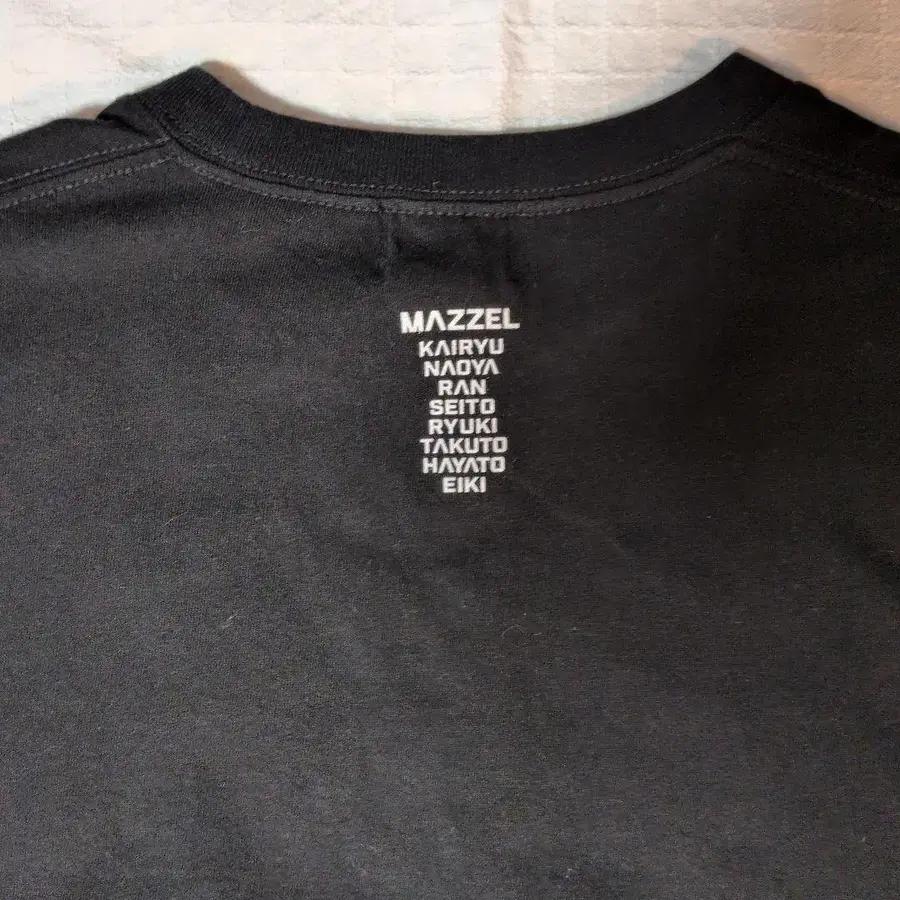 MAZZEL
KAIRYU
NAOYA
RAN
SEITO
RYUKI
TAKUTO
HAYATO
EIKI